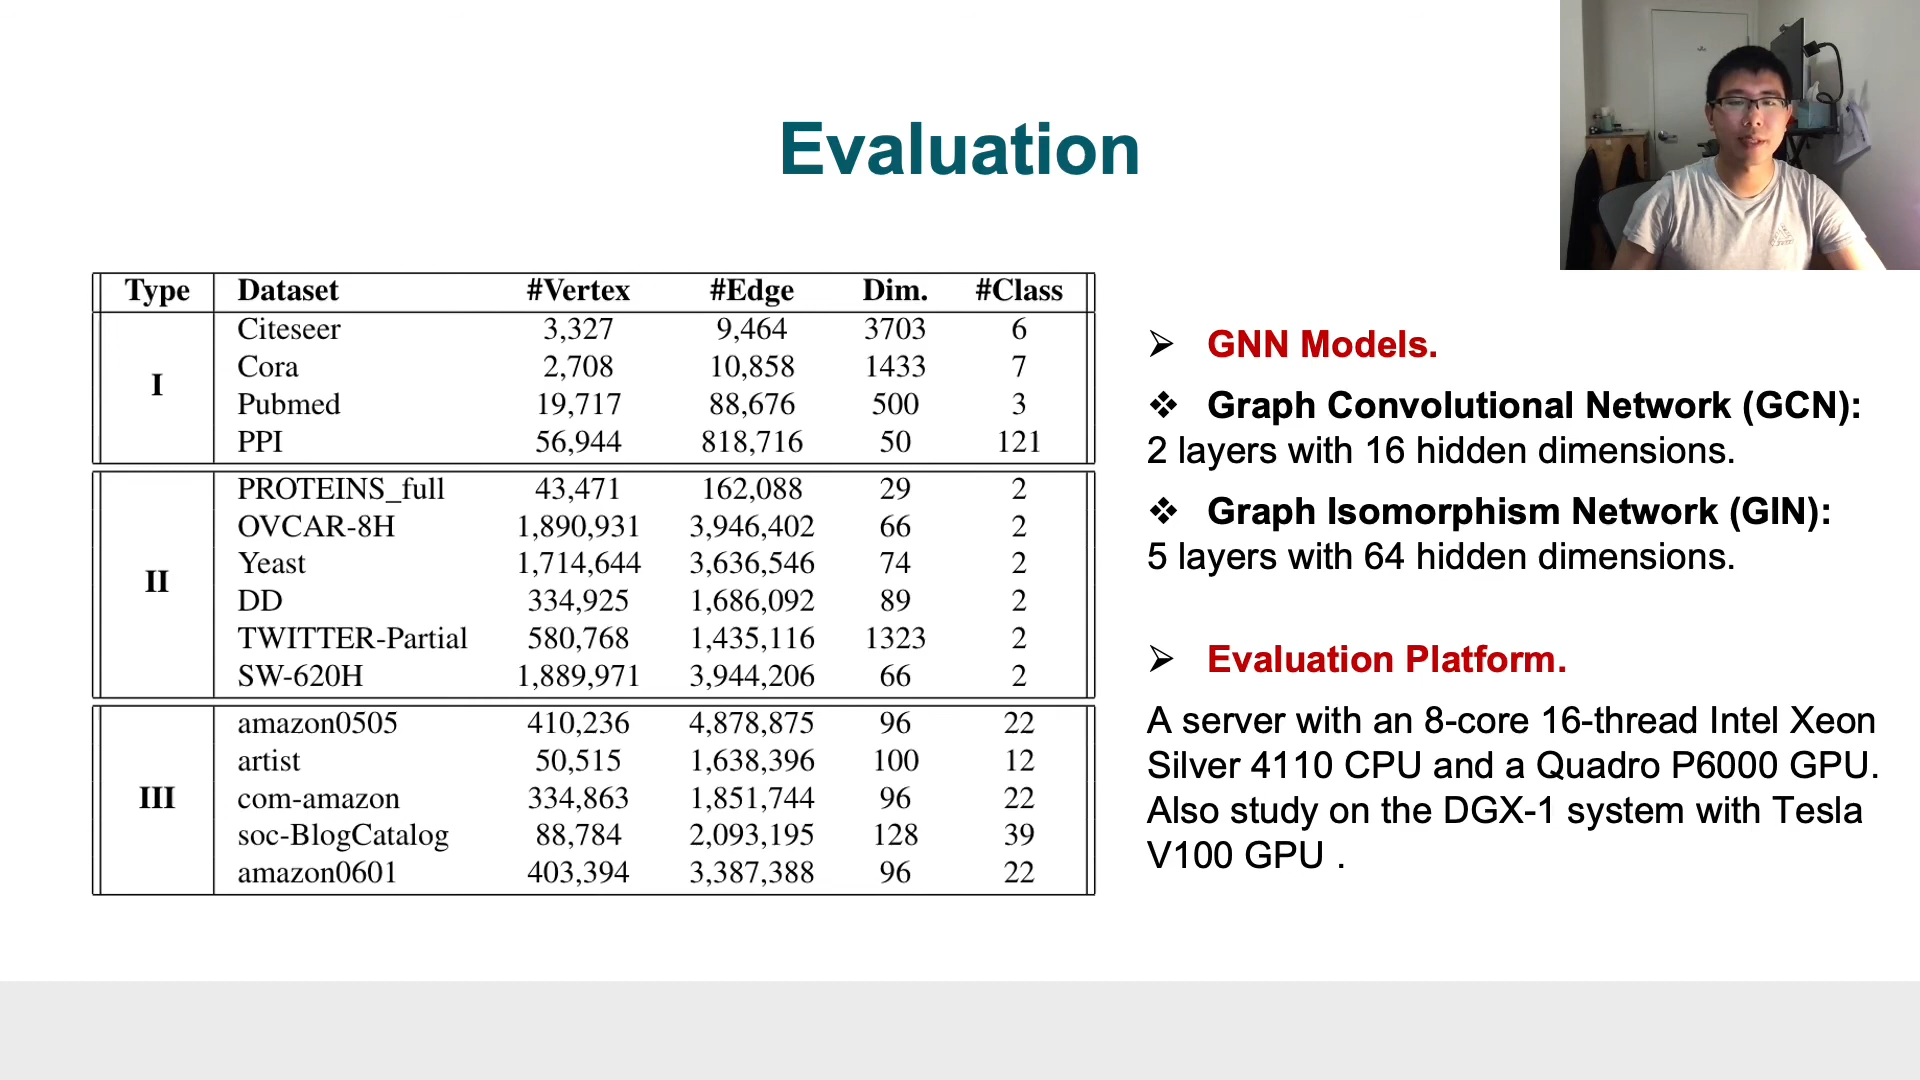 Evaluation
Type Dataset #Vertex #Edge Dim. #Class
I
Citeseer 3,327 9,464 3703 6
Cora 2,708 10,858 1433 7
Pubmed 19,717 88,676 500 3
PPI 56,944 818,716 50 121
II
PROTEINS_full 43,471 162,088 29 2
OVCAR-8H 1,890,931 3,946,402 66 2
Yeast 1,714,644 3,636,546 74 2
DD 334,925 1,686,092 89 2
TWITTER-Partial 580,768 1,435,116 1323 2
SW-620H 1,889,971 3,944,206 66 2
III
amazon0505 410,236 4,878,875 96 22
artist 50,515 1,638,396 100 12
com-amazon 334,863 1,851,744 96 22
soc-BlogCatalog 88,784 2,093,195 128 39
amazon0601 403,394 3,387,388 96 22
GNN Models.
Graph Convolutional Network (GCN):
2 layers with 16 hidden dimensions.
Graph Isomorphism Network (GIN):
5 layers with 64 hidden dimensions.
Evaluation Platform.
A server with an 8-core 16-thread Intel Xeon
Silver 4110 CPU and a Quadro P6000 GPU.
Also study on the DGX-1 system with Tesla
V100 GPU .